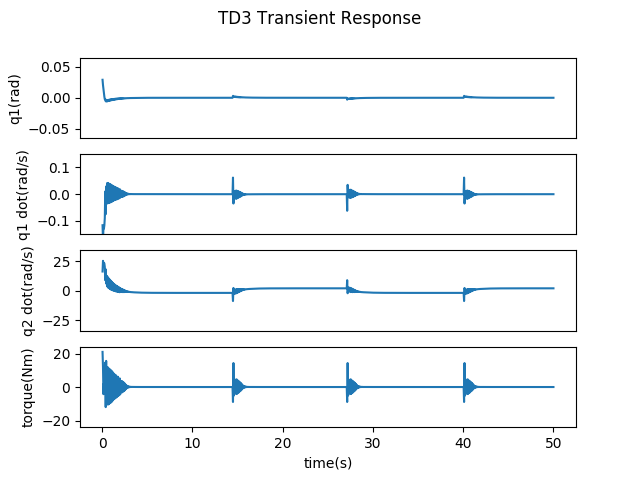 TD3 Transient Response
q1(rad)
0.05
0.00
−0.05
q1 dot(rad/s)
0.1
0.0
−0.1
q2 dot(rad/s)
25
0
−25
torque(Nm)
20
0
−20
0 10 20 30 40 50
time(s)